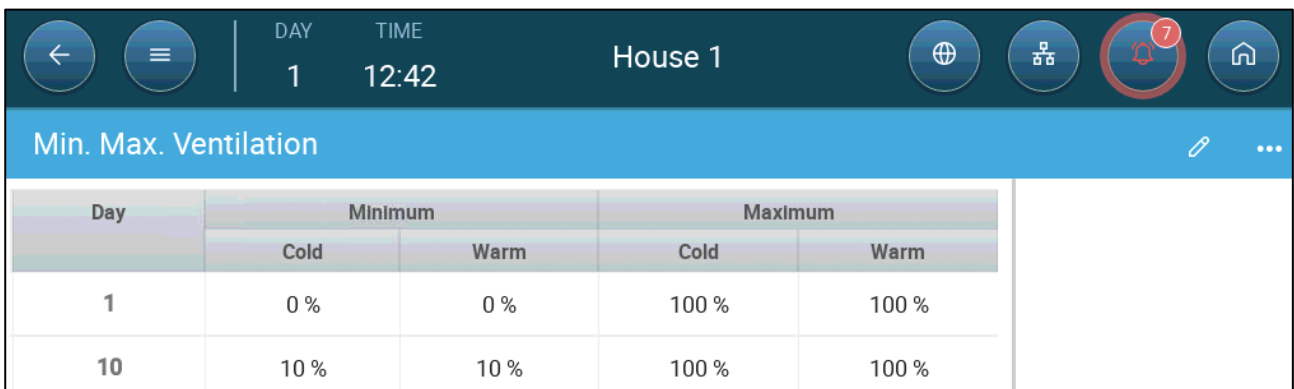 DAY TIME
1 12:42
House 1
7
Min. Max. Ventilation
Day Minimum Maximum
Cold Warm Cold Warm
1 0 % 0 % 100 % 100 %
10 10 % 10 % 100 % 100 %